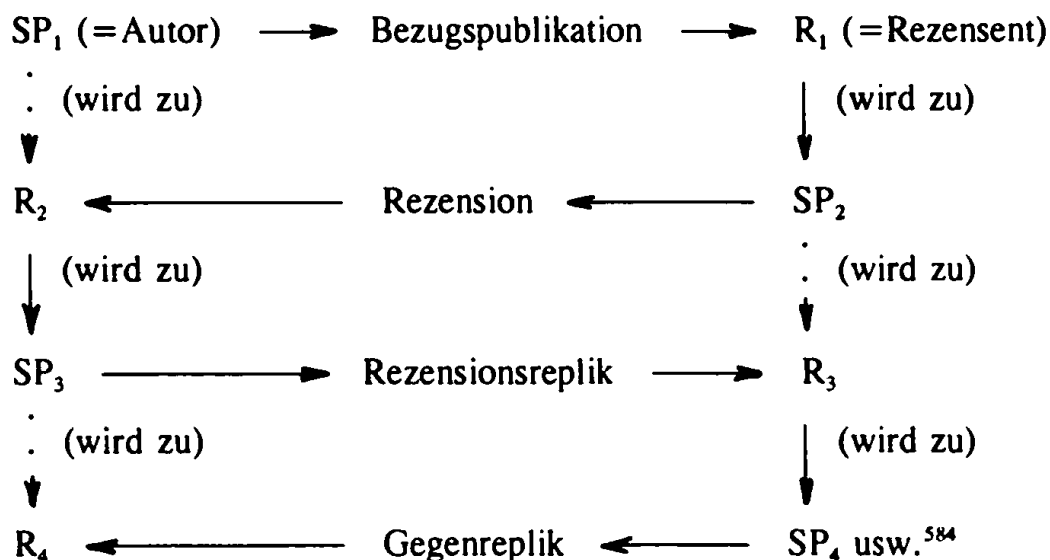 SP₁ (=Autor) → Bezugspublikation → R₁ (=Rezensent)
(wird zu) (wird zu)
R₂ ← Rezension ← SP₂
(wird zu) (wird zu)
SP₃ → Rezensionsreplik → R₃
(wird zu) (wird zu)
R₄ ← Gegenreplik ← SP₄ usw.⁵⁸⁴